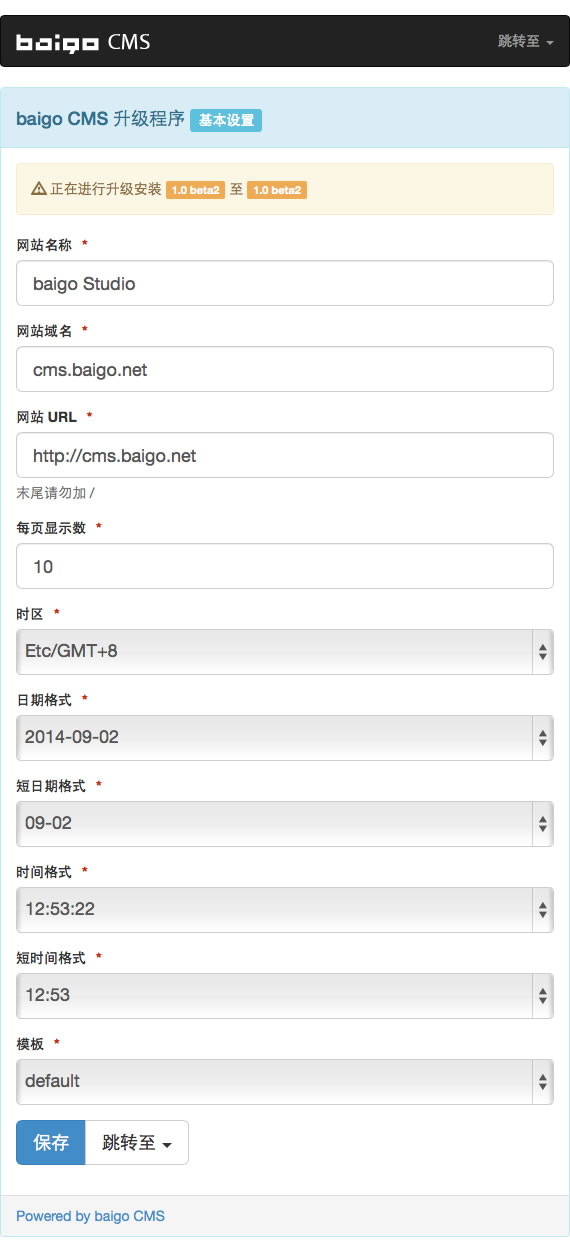 baigo CMS 跳转至
baigo CMS 升级程序 基本设置
正在进行升级安装 1.0 beta2 至 1.0 beta2
网站名称 *
baigo Studio
网站域名 *
cms.baigo.net
网站 URL *
http://cms.baigo.net
末尾请勿加 /
每页显示数 *
10
时区 *
Etc/GMT+8
日期格式 *
2014-09-02
短日期格式 *
09-02
时间格式 *
12:53:22
短时间格式 *
12:53
模板 *
default
保存 跳转至
Powered by baigo CMS